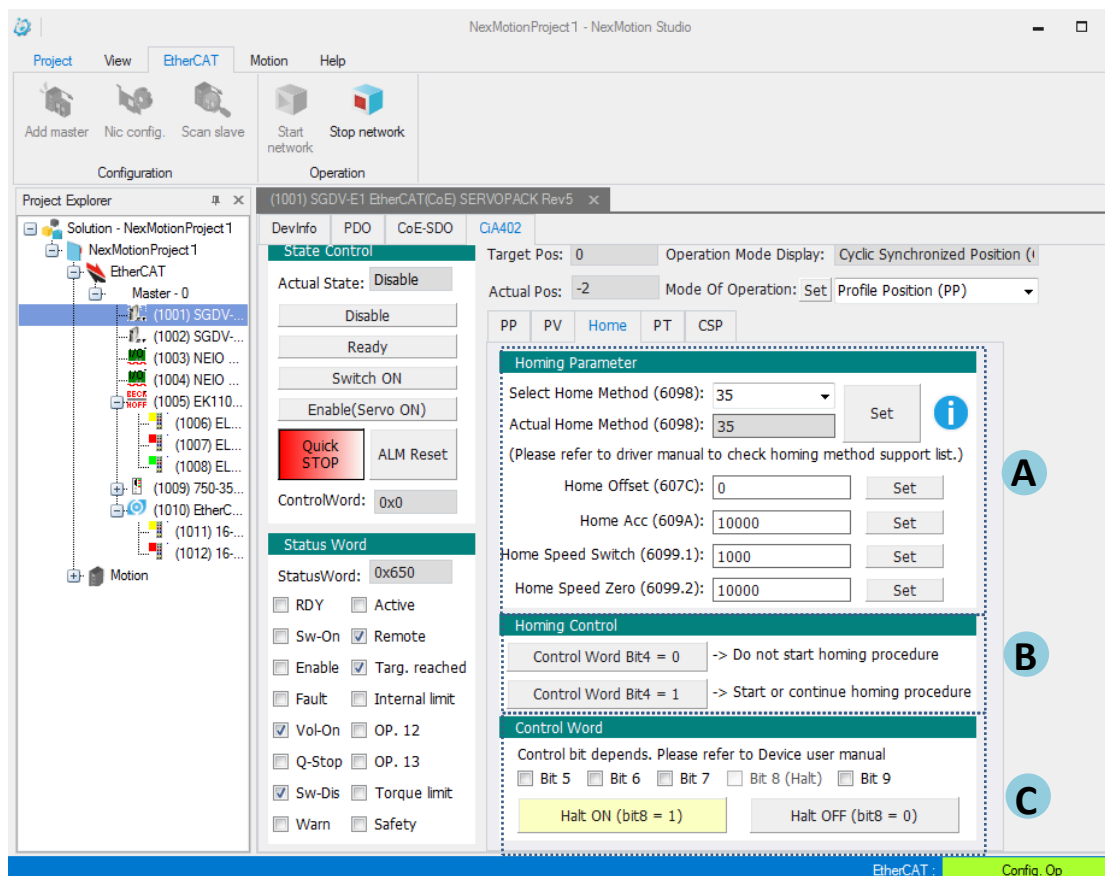 NexMotionProject1 - NexMotion Studio
Project View EtherCAT Motion Help
Add master Nic config. Scan slave Start network Stop network
Configuration Operation
Project Explorer
Solution - NexMotionProject1
NexMotionProject1
EtherCAT
Master - 0
(1001) SGDV-...
(1002) SGDV-...
(1003) NEIO ...
(1004) NEIO ...
BECK HOFF (1005) EK110...
(1006) EL...
(1007) EL...
(1008) EL...
(1009) 750-35...
(1010) EtherC...
(1011) 16-...
(1012) 16-...
Motion
(1001) SGDV-E1 EtherCAT(CoE) SERVOPACK Rev5
DevInfo PDO CoE-SDO CiA402
State Control
Actual State: Disable
Disable
Ready
Switch ON
Enable(Servo ON)
Quick STOP ALM Reset
ControlWord: 0x0
Status Word
StatusWord: 0x650
RDY Active
Sw-On Remote
Enable Targ. reached
Fault Internal limit
Vol-On OP. 12
Q-Stop OP. 13
Sw-Dis Torque limit
Warn Safety
Target Pos: 0 Operation Mode Display: Cyclic Synchronized Position (
Actual Pos: -2 Mode Of Operation: Set Profile Position (PP)
PP PV Home PT CSP
Homing Parameter
Select Home Method (6098): 35 Set
Actual Home Method (6098): 35
(Please refer to driver manual to check homing method support list.)
Home Offset (607C): 0 Set
Home Acc (609A): 10000 Set
Home Speed Switch (6099.1): 1000 Set
Home Speed Zero (6099.2): 10000 Set
A
Homing Control
Control Word Bit4 = 0 -> Do not start homing procedure
Control Word Bit4 = 1 -> Start or continue homing procedure
B
Control Word
Control bit depends. Please refer to Device user manual
Bit 5 Bit 6 Bit 7 Bit 8 (Halt) Bit 9
Halt ON (bit8 = 1) Halt OFF (bit8 = 0)
C
EtherCAT : Config. Op